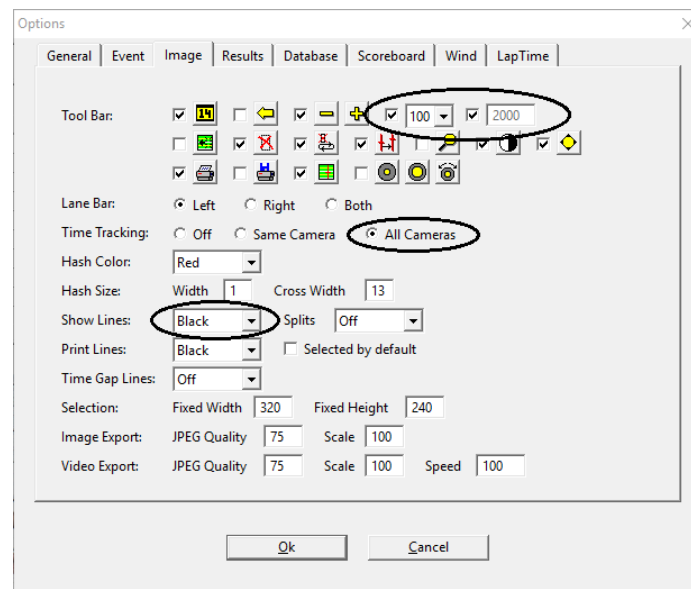 Options
General Event Image Results Database Scoreboard Wind LapTime
Tool Bar: 14 100 2000
Lane Bar: Left Right Both
Time Tracking: Off Same Camera All Cameras
Hash Color: Red
Hash Size: Width 1 Cross Width 13
Show Lines: Black Splits Off
Print Lines: Black Selected by default
Time Gap Lines: Off
Selection: Fixed Width 320 Fixed Height 240
Image Export: JPEG Quality 75 Scale 100
Video Export: JPEG Quality 75 Scale 100 Speed 100
Ok Cancel